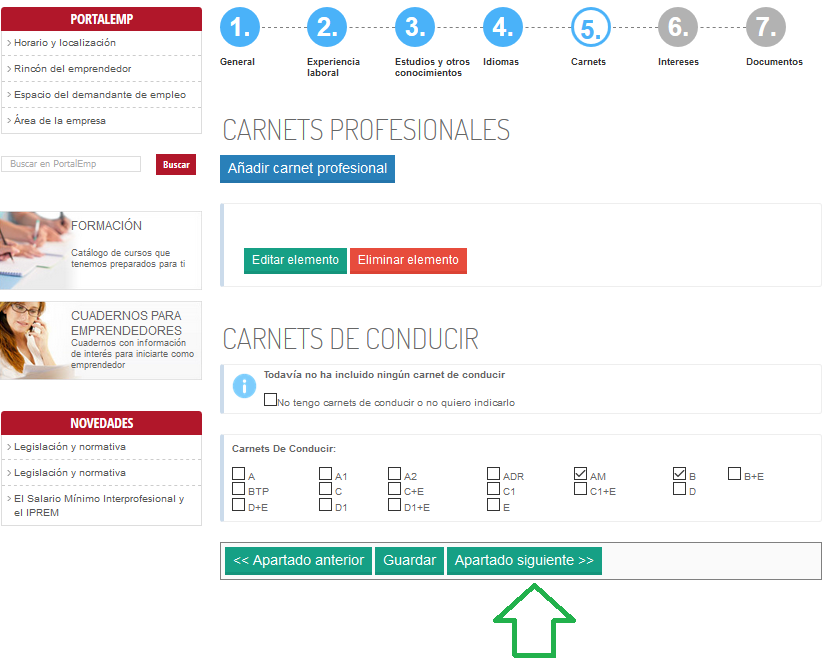 PORTALEMP
Horario y localización
Rincón del emprendedor
Espacio del demandante de empleo
Área de la empresa
Buscar en PortalEmp
Buscar
FORMACIÓN
Catálogo de cursos que
tenemos preparados para ti
CUADERNOS PARA
EMPRENDEDORES
Cuadernos con información
de interés para iniciarte como
emprendedor
NOVEDADES
Legislación y normativa
Legislación y normativa
El Salario Mínimo Interprofesional y
el IPREM
1. 2. 3. 4. 5. 6. 7.
General Experiencia Estudios y otros Idiomas Carnets Intereses Documentos
laboral conocimientos
CARNETS PROFESIONALES
Añadir carnet profesional
Editar elemento Eliminar elemento
CARNETS DE CONDUCIR
i
Todavía no ha incluido ningún carnet de conducir
No tengo carnets de conducir o no quiero indicarlo
Carnets De Conducir:
A A1 A2 ADR AM B B+E
BTP C C+E C1 C1+E D
D+E D1 D1+E E
<< Apartado anterior Guardar Apartado siguiente >>